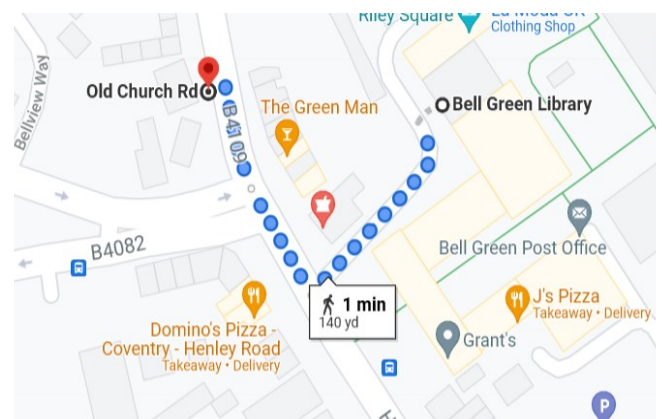 Riley Square
Clothing Shop
Bellview Way
Old Church Rd
B4109
The Green Man
Bell Green Library
B4082
Bell Green Post Office
1 min
140 yd
J's Pizza
Takeaway • Delivery
Domino's Pizza -
Coventry - Henley Road
Takeaway • Delivery
Grant's
P